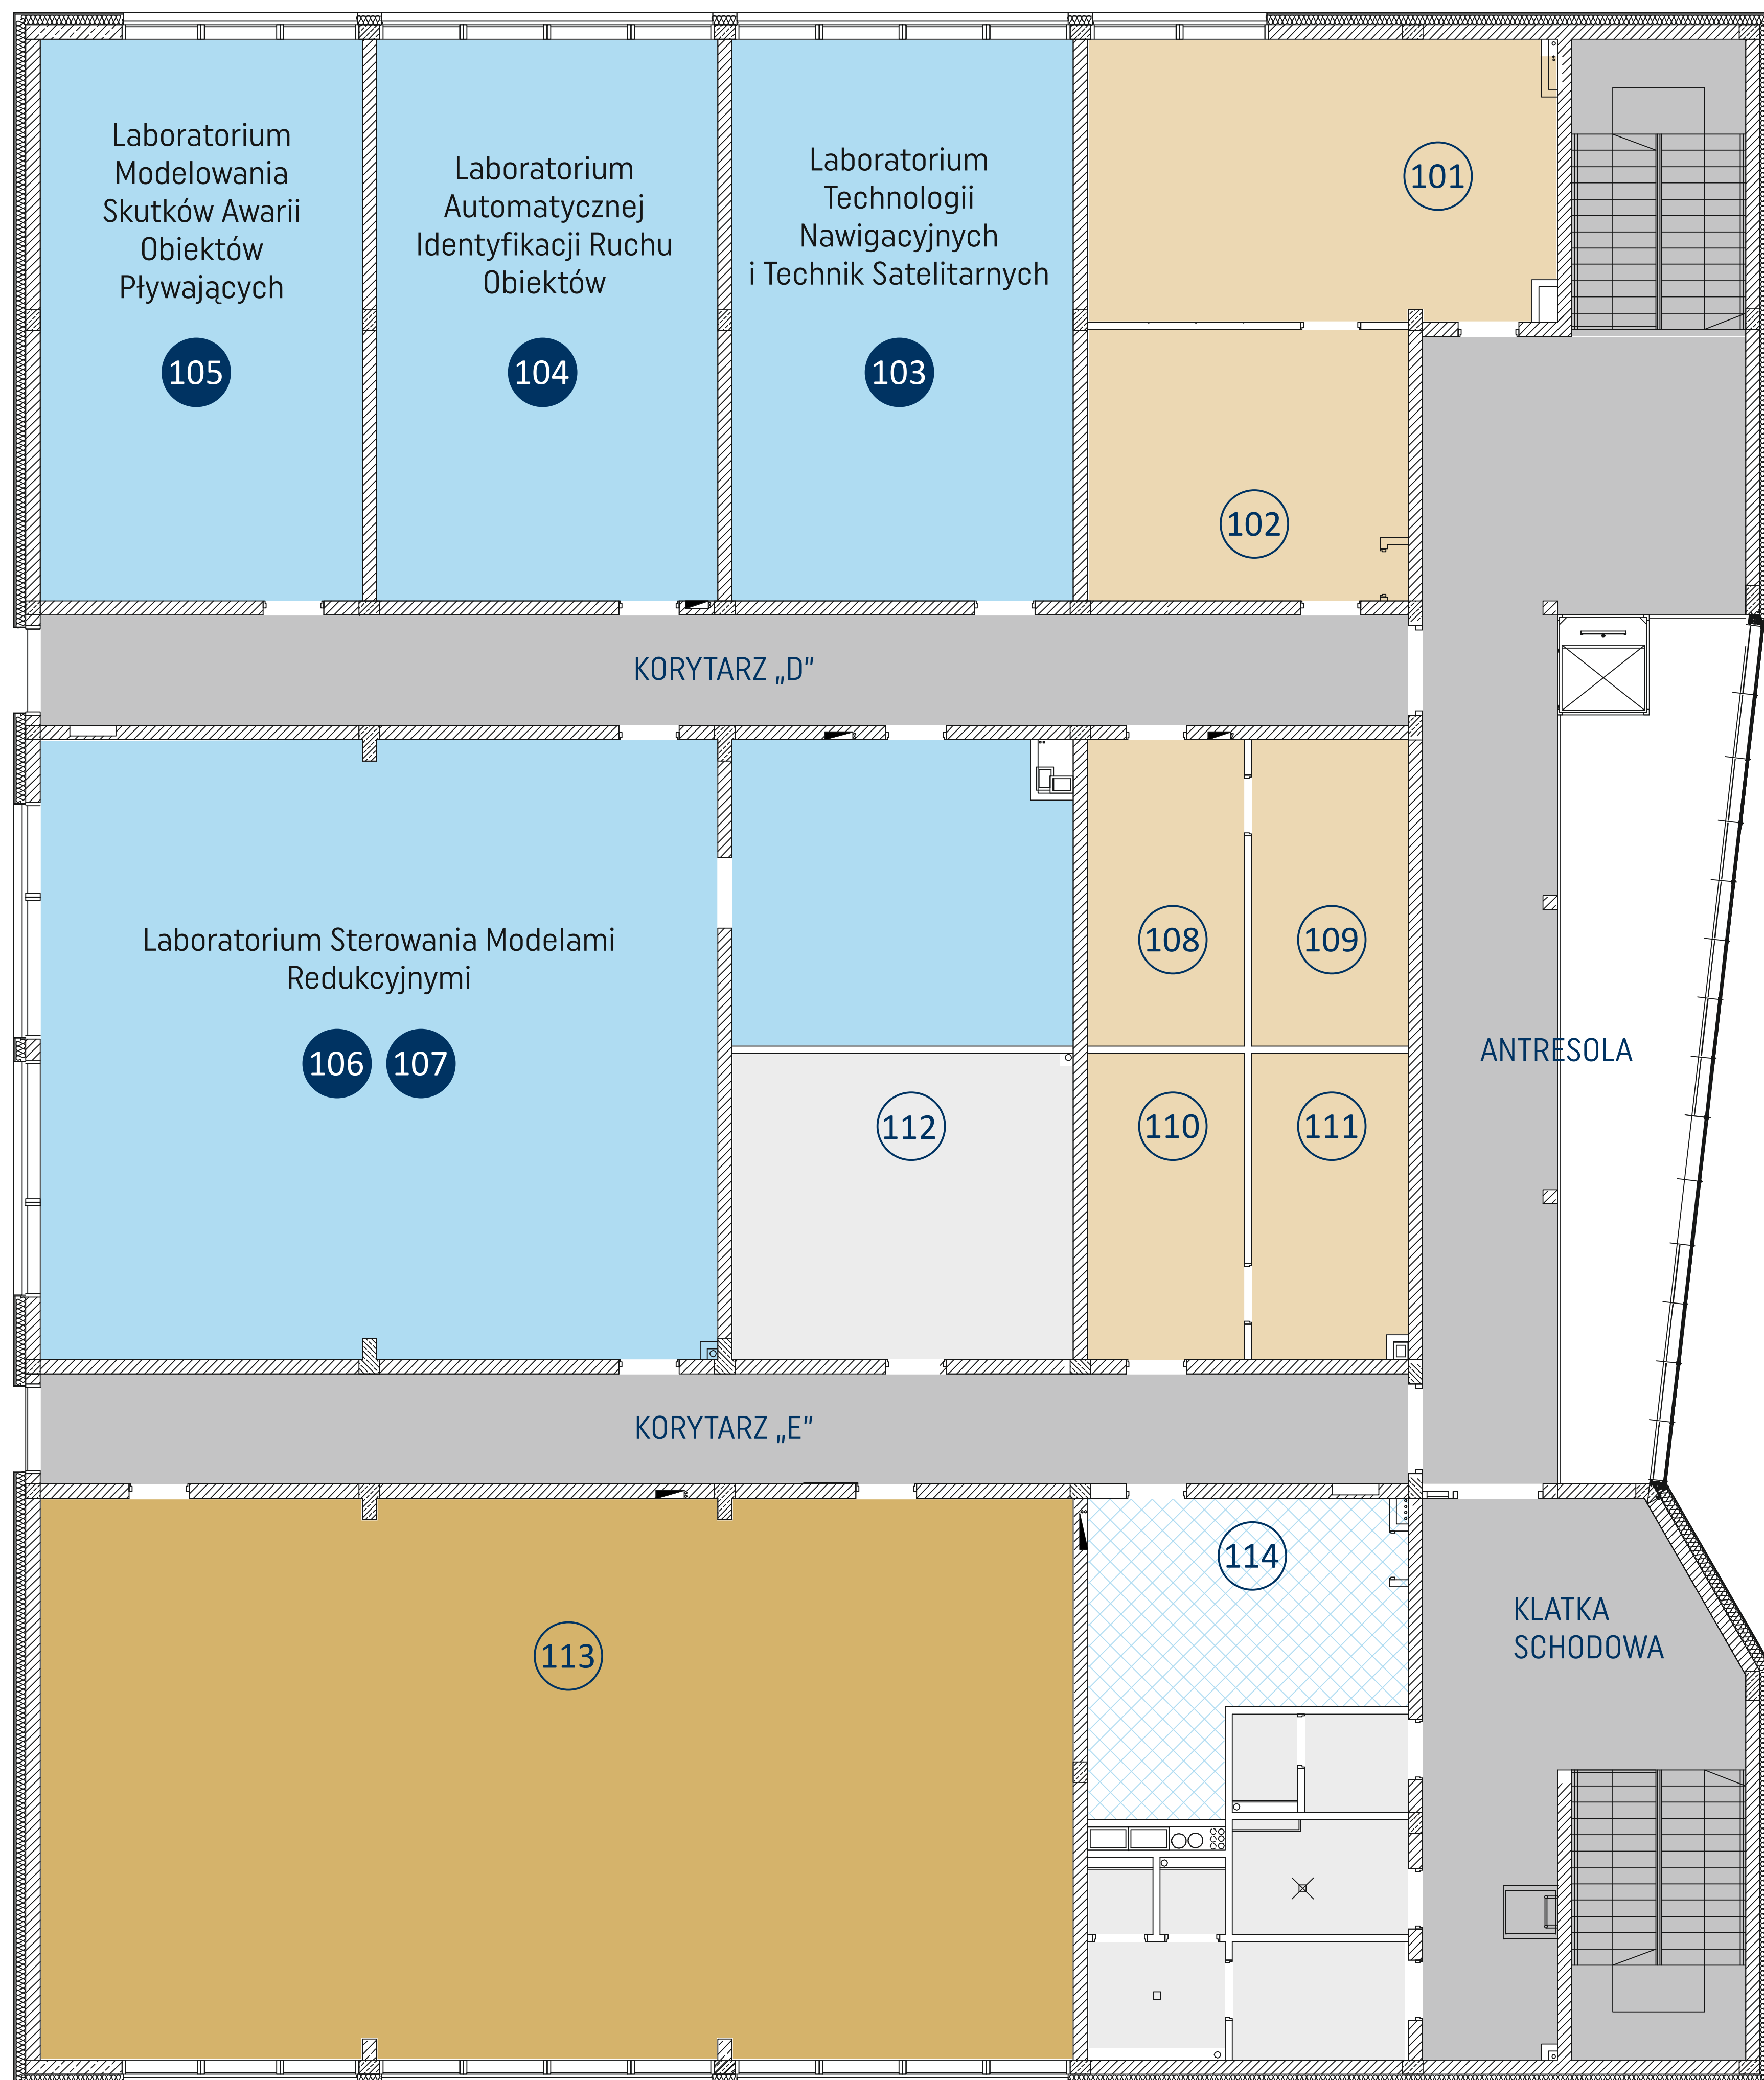 Laboratorium
Modelowania
Skutków Awarii
Obiektów
Pływających
105
Laboratorium
Automatycznej
Identyfikacji Ruchu
Obiektów
104
Laboratorium
Technologii
Nawigacyjnych
i Technik Satelitarnych
103
101
102
KORYTARZ „D”
Laboratorium Sterowania Modelami
Redukcyjnymi
106 107
108
109
110
111
112
ANTRESOLA
KORYTARZ „E”
113
114
KLATKA
SCHODOWA